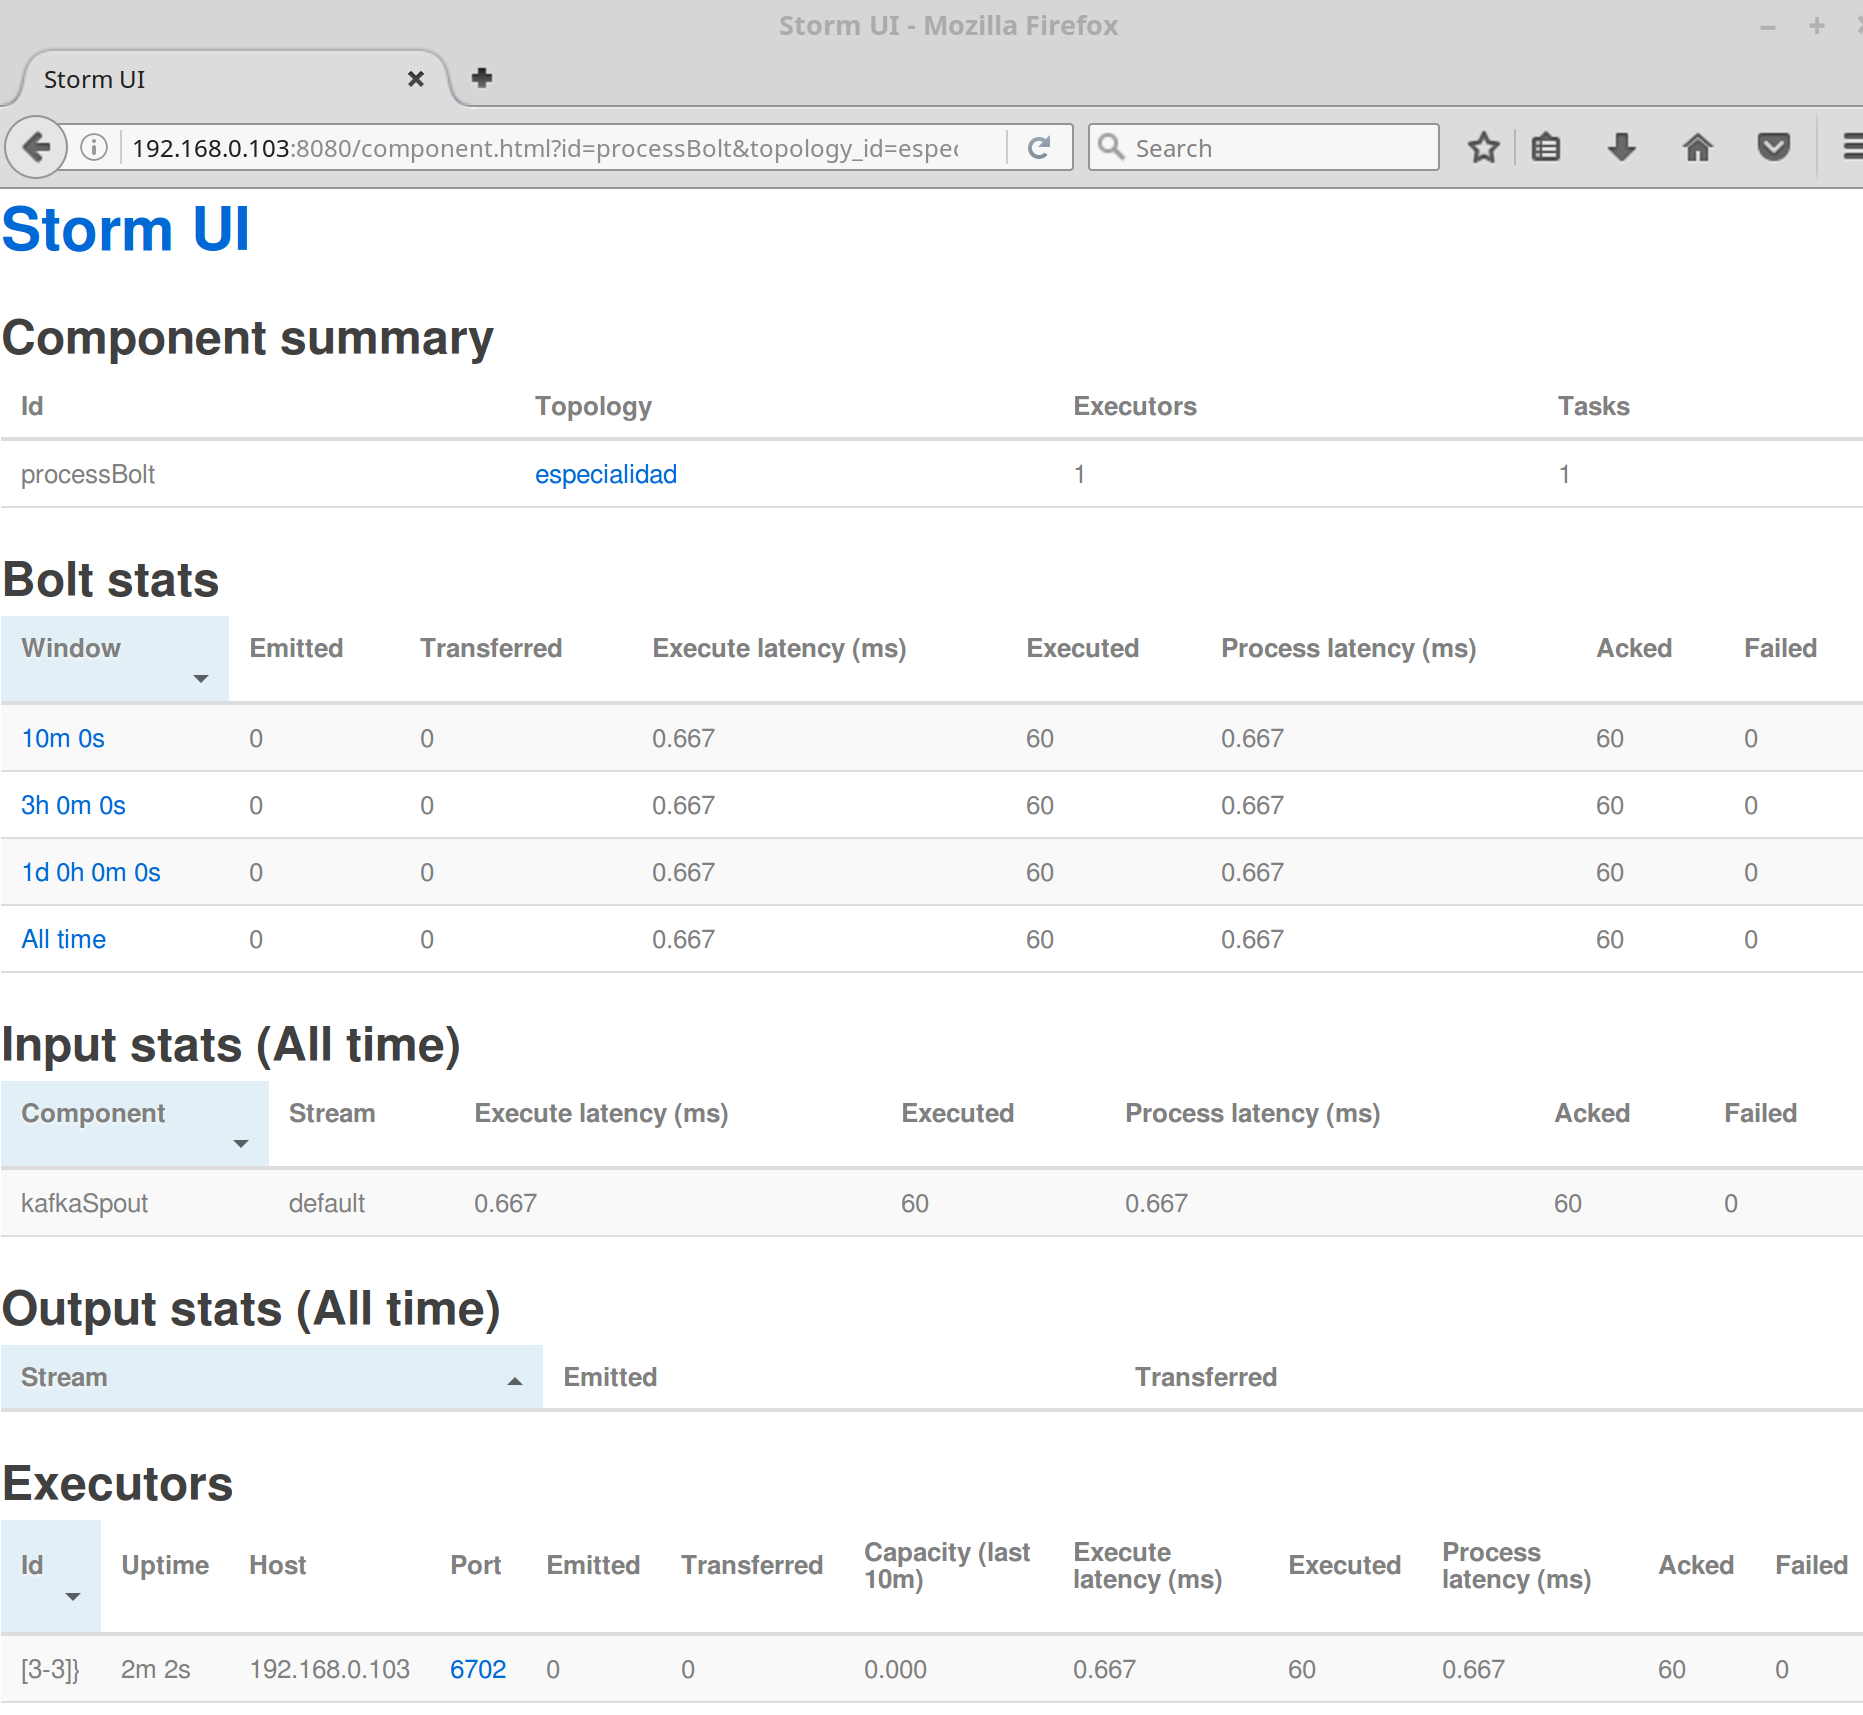 Storm UI - Mozilla Firefox
Storm UI
192.168.0.103:8080/component.html?id=processBolt&topology_id=espec
Search
Storm UI
Component summary
Id Topology Executors Tasks
processBolt especialidad 1 1
Bolt stats
Window Emitted Transferred Execute latency (ms) Executed Process latency (ms) Acked Failed
10m 0s 0 0 0.667 60 0.667 60 0
3h 0m 0s 0 0 0.667 60 0.667 60 0
1d 0h 0m 0s 0 0 0.667 60 0.667 60 0
All time 0 0 0.667 60 0.667 60 0
Input stats (All time)
Component Stream Execute latency (ms) Executed Process latency (ms) Acked Failed
kafkaSpout default 0.667 60 0.667 60 0
Output stats (All time)
Stream Emitted Transferred
Executors
Id Uptime Host Port Emitted Transferred Capacity (last 10m) Execute latency (ms) Executed Process latency (ms) Acked Failed
[3-3]} 2m 2s 192.168.0.103 6702 0 0 0.000 0.667 60 0.667 60 0